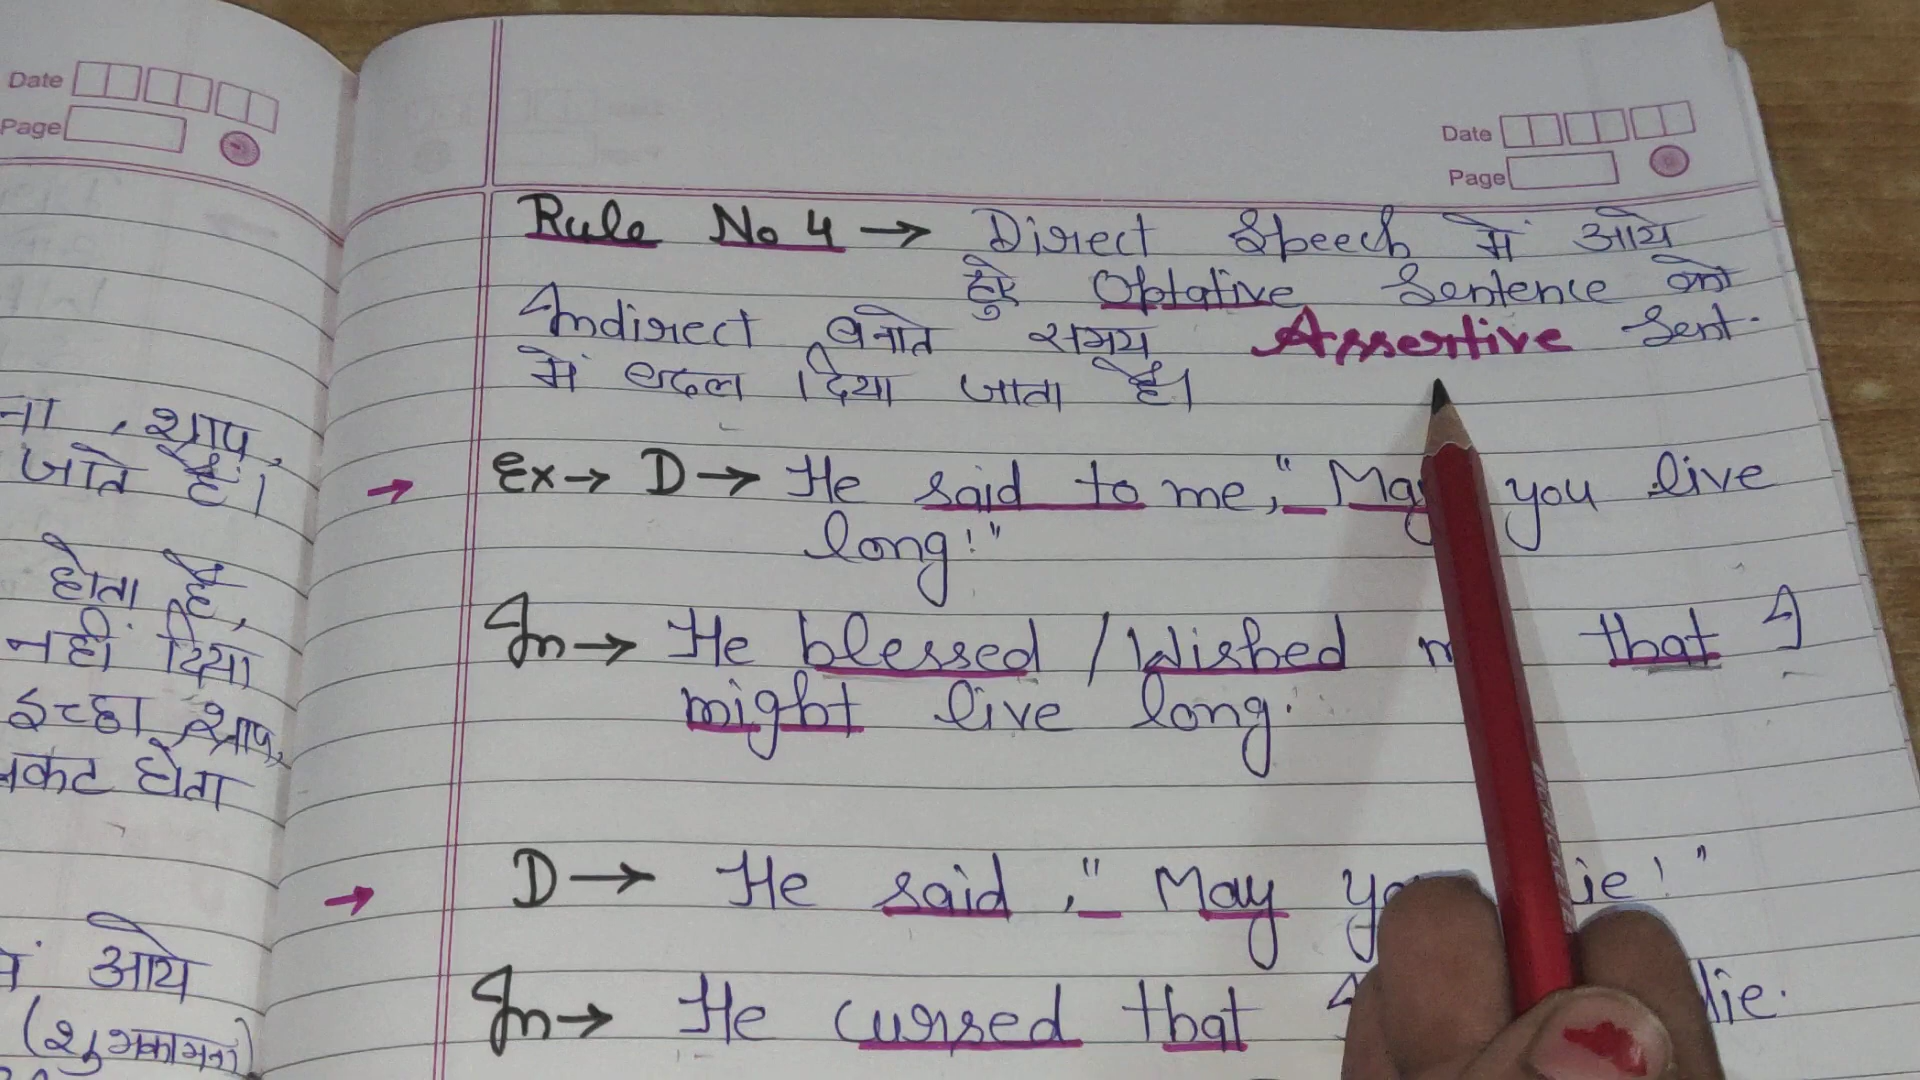 Date
Page
ना, श्राप,
जाते हैं।
होता है,
नहीं दिया
इच्छा श्राप,
होता
में आये
(शुभकामना)
Date
Page
Rule No 4 → Direct Speech में आये
हुए Optative Sentence को
Indirect बनाते समय Assertive Sent.
में बदल दिया जाता है।
→ Ex → D → He said to me, " May you live
long!"
In → He blessed / Wished that I
might live long.
→ D → He said, " May !"
In → He cursed that